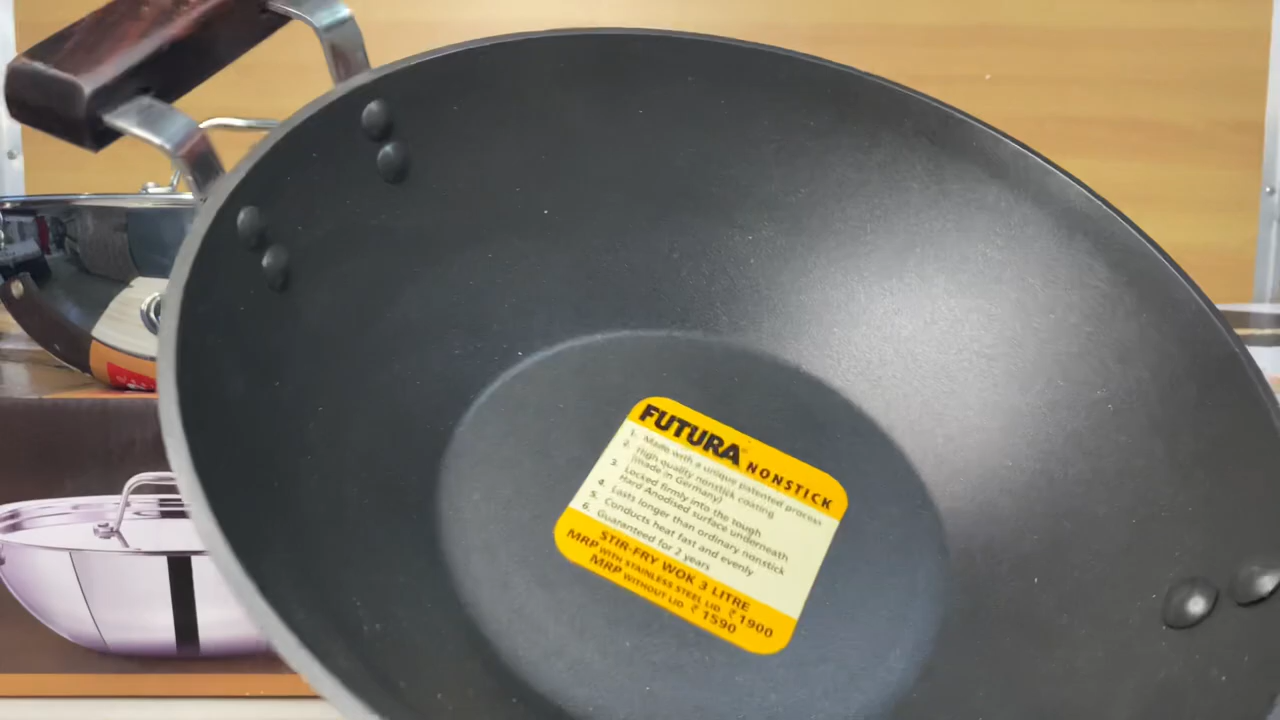 FUTURA NONSTICK
1. Made with a unique patented process
2. High quality nonstick coating
(made in Germany)
3. Locked firmly into the tough
Hard Anodised surface underneath
4. Lasts longer than ordinary nonstick
5. Conducts heat fast and evenly
6. Guaranteed for 2 years
STIR-FRY WOK 3 LITRE
MRP WITH STAINLESS STEEL LID ₹ 1900
MRP WITHOUT LID ₹ 1590